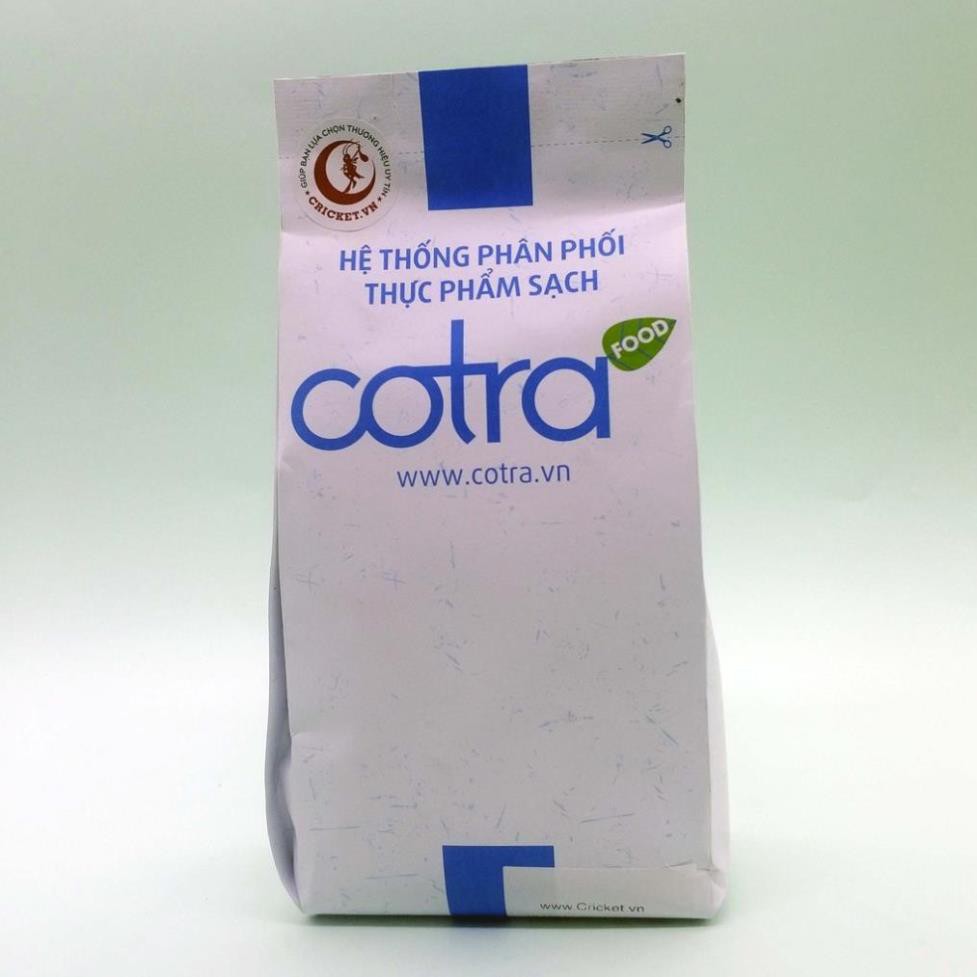 GIÚP BẠN LỰA CHỌN THƯƠNG HIỆU UY TÍN
* CRICKET.VN *
HỆ THỐNG PHÂN PHỐI
THỰC PHẨM SẠCH
cotra FOOD
www.cotra.vn
www.Cricket.vn